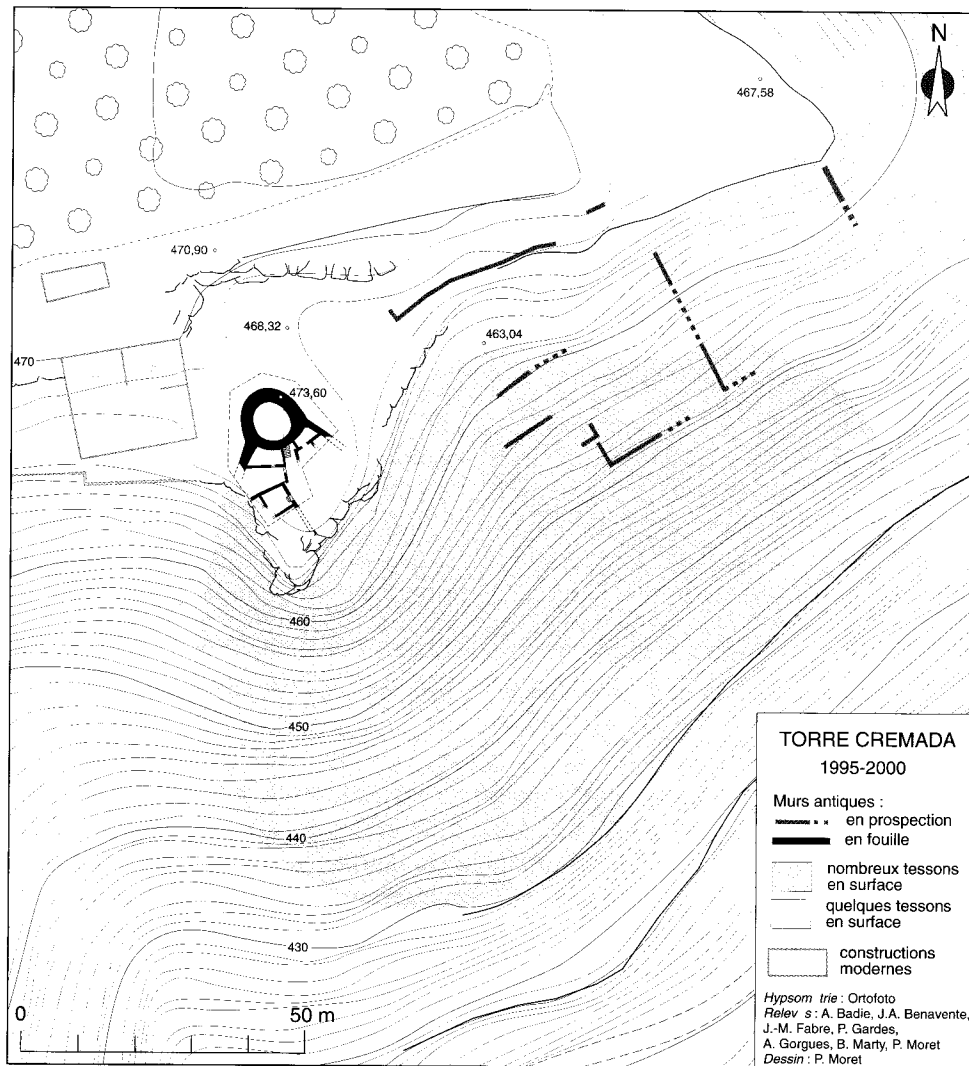 N
467,58
470,90
468,32
463,04
470
473,60
460
450
440
430
0
50 m
TORRE CREMADA
1995-2000
Murs antiques :
en prospection
en fouille
nombreux tessons
en surface
quelques tessons
en surface
constructions
modernes
Hypsom trie : Ortofoto
Relev s : A. Badie, J.A. Benavente,
J.-M. Fabre, P. Gardes,
A. Gorgues, B. Marty, P. Moret
Dessin : P. Moret